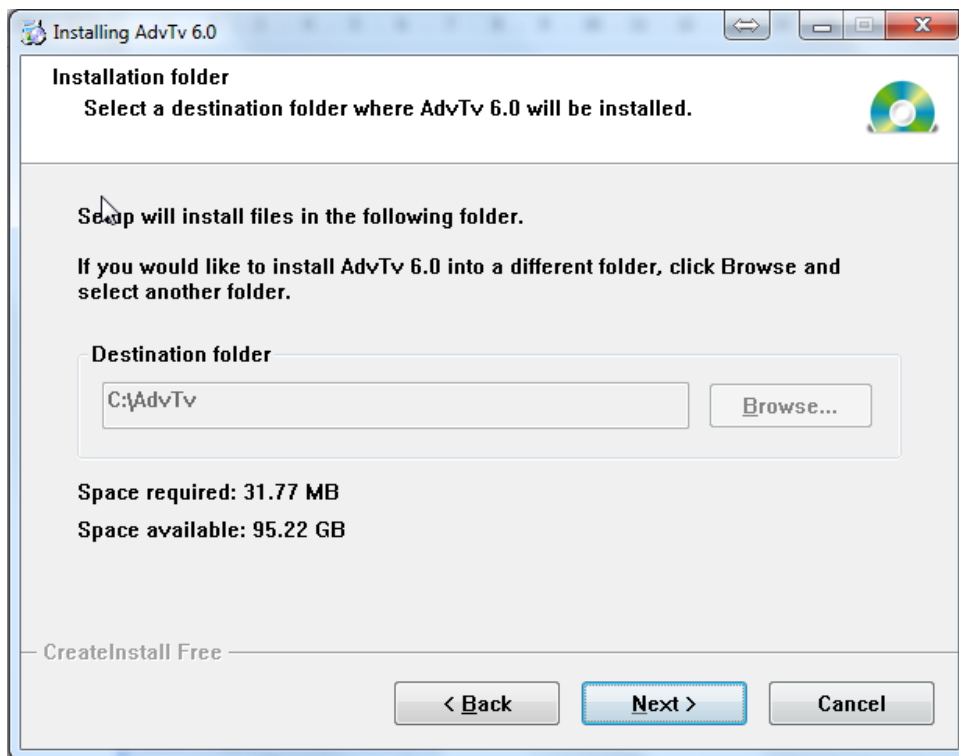 Installing AdvTv 6.0
Installation folder
Select a destination folder where AdvTv 6.0 will be installed.
Setup will install files in the following folder.
If you would like to install AdvTv 6.0 into a different folder, click Browse and
select another folder.
Destination folder
C:\AdvTv
Browse...
Space required: 31.77 MB
Space available: 95.22 GB
CreateInstall Free
< Back
Next >
Cancel